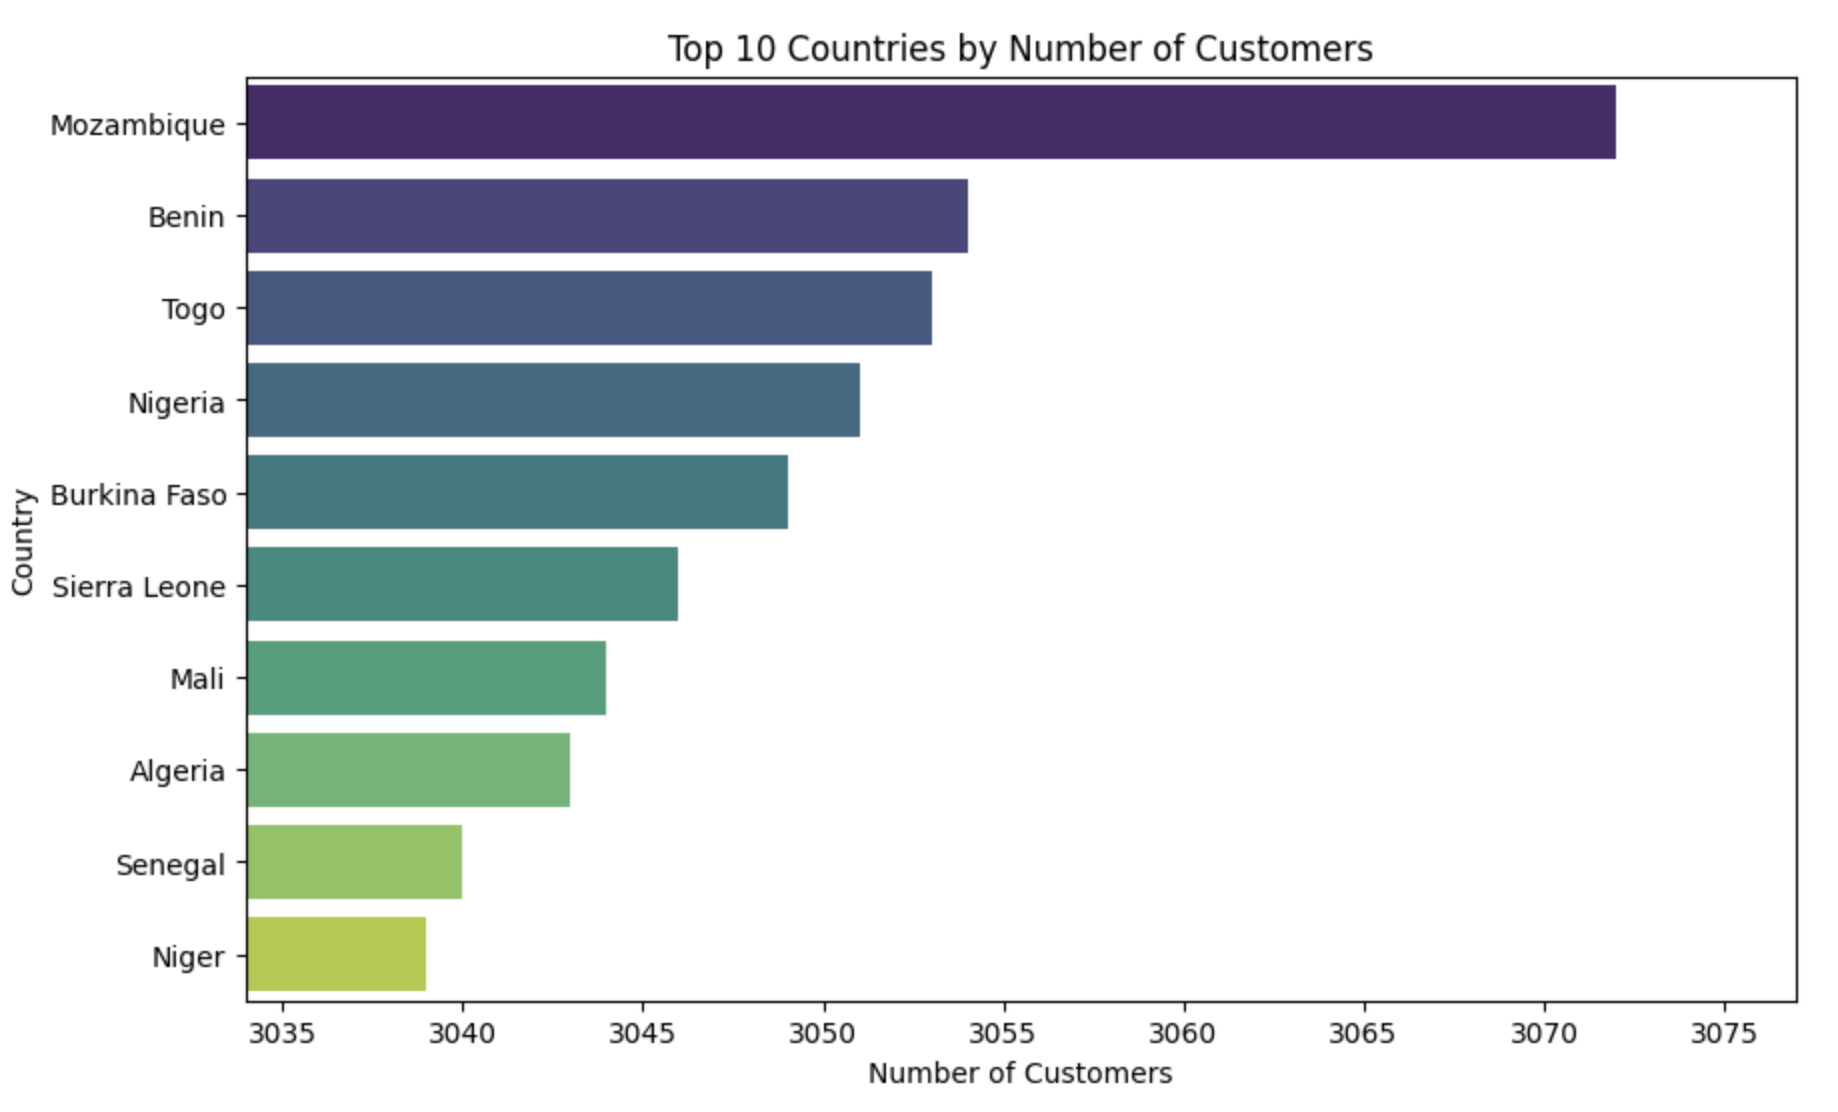 Top 10 Countries by Number of Customers
Mozambique
Benin
Togo
Nigeria
Burkina Faso
Sierra Leone
Mali
Algeria
Senegal
Niger
Country
3035 3040 3045 3050 3055 3060 3065 3070 3075
Number of Customers